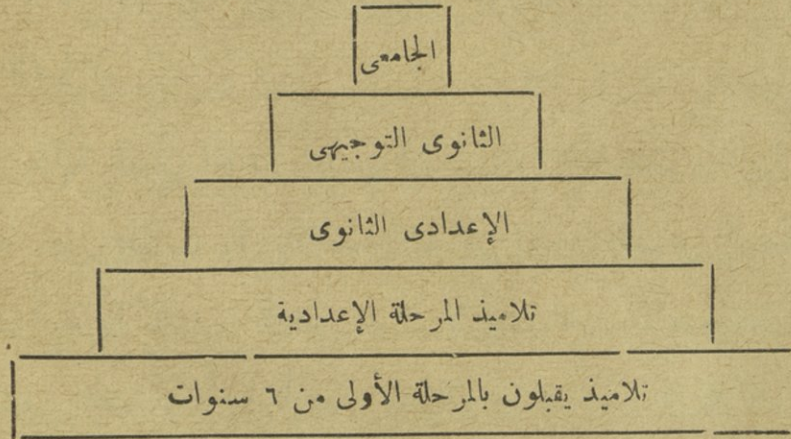 الجامعى
الثانوى التوجيهى
الإعدادى الثانوى
تلاميذ المرحلة الإعدادية
تلاميذ يقبلون بالمرحلة الأولى من ٦ سنوات